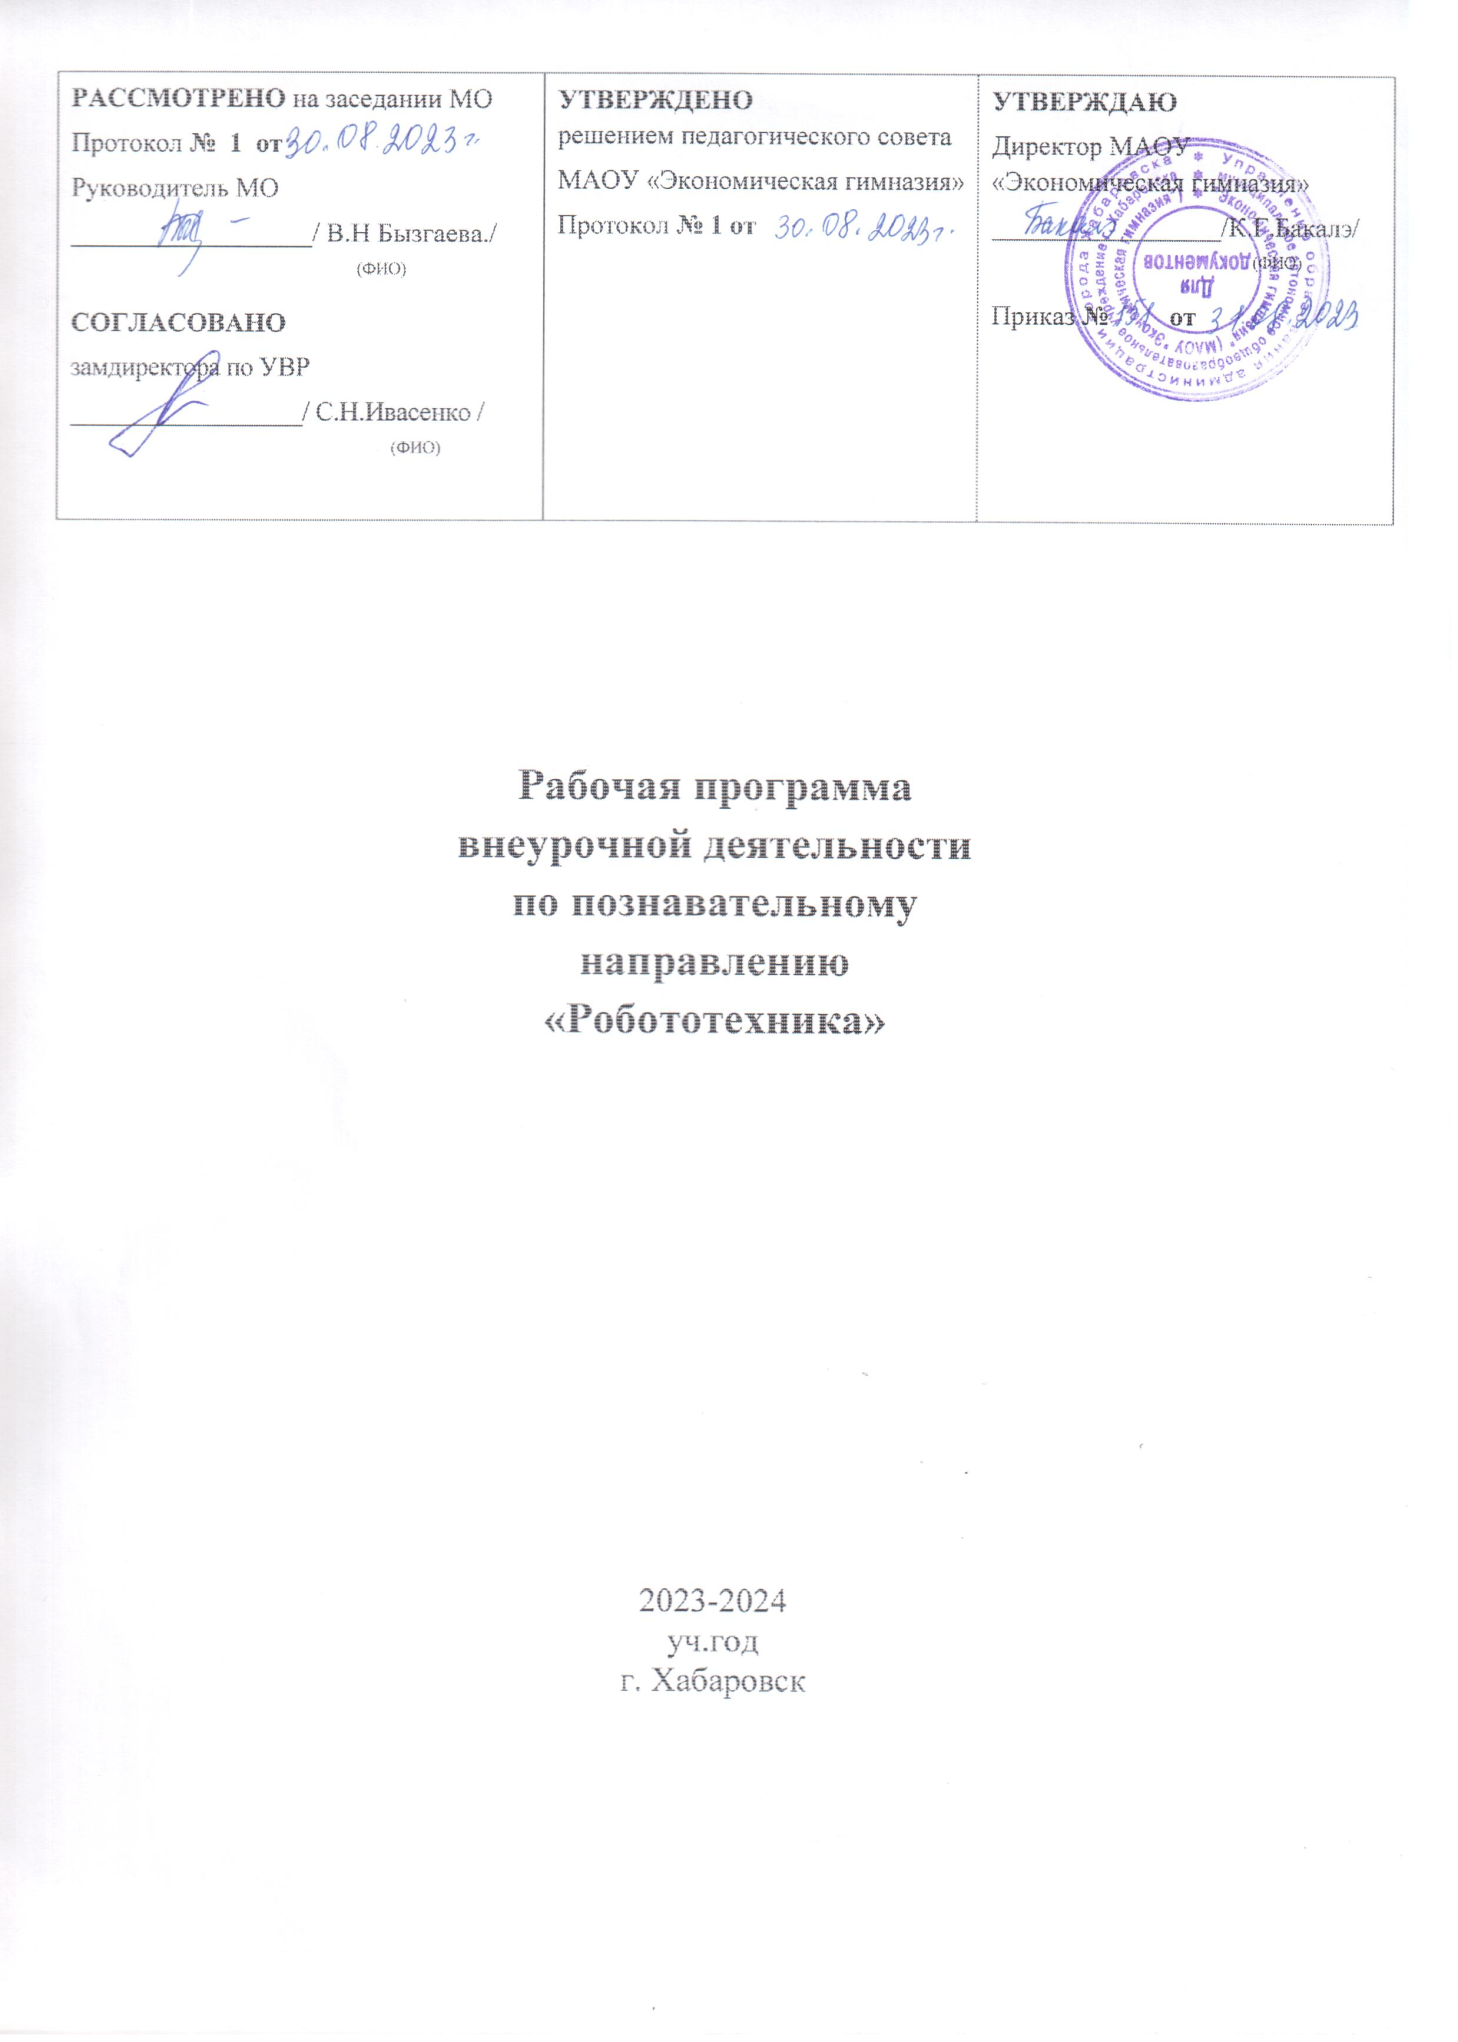 РАССМОТРЕНО на заседании МО
Протокол № 1 от 30.08.2023 г.
Руководитель МО
/ В.Н Бызгаева./
(ФИО)
СОГЛАСОВАНО
замдиректора по УВР
/ С.Н.Ивасенко /
(ФИО)
УТВЕРЖДЕНО
решением педагогического совета
МАОУ «Экономическая гимназия»
Протокол № 1 от 30.08.2023 г.
УТВЕРЖДАЮ
Директор МАОУ
«Экономическая гимназия»
Бакалэ /К.Г.Бакалэ/
(ФИО)
Приказ № от 2023
Для
документов
Рабочая программа
внеурочной деятельности
по познавательному
направлению
«Робототехника»
2023-2024
уч.год
г. Хабаровск